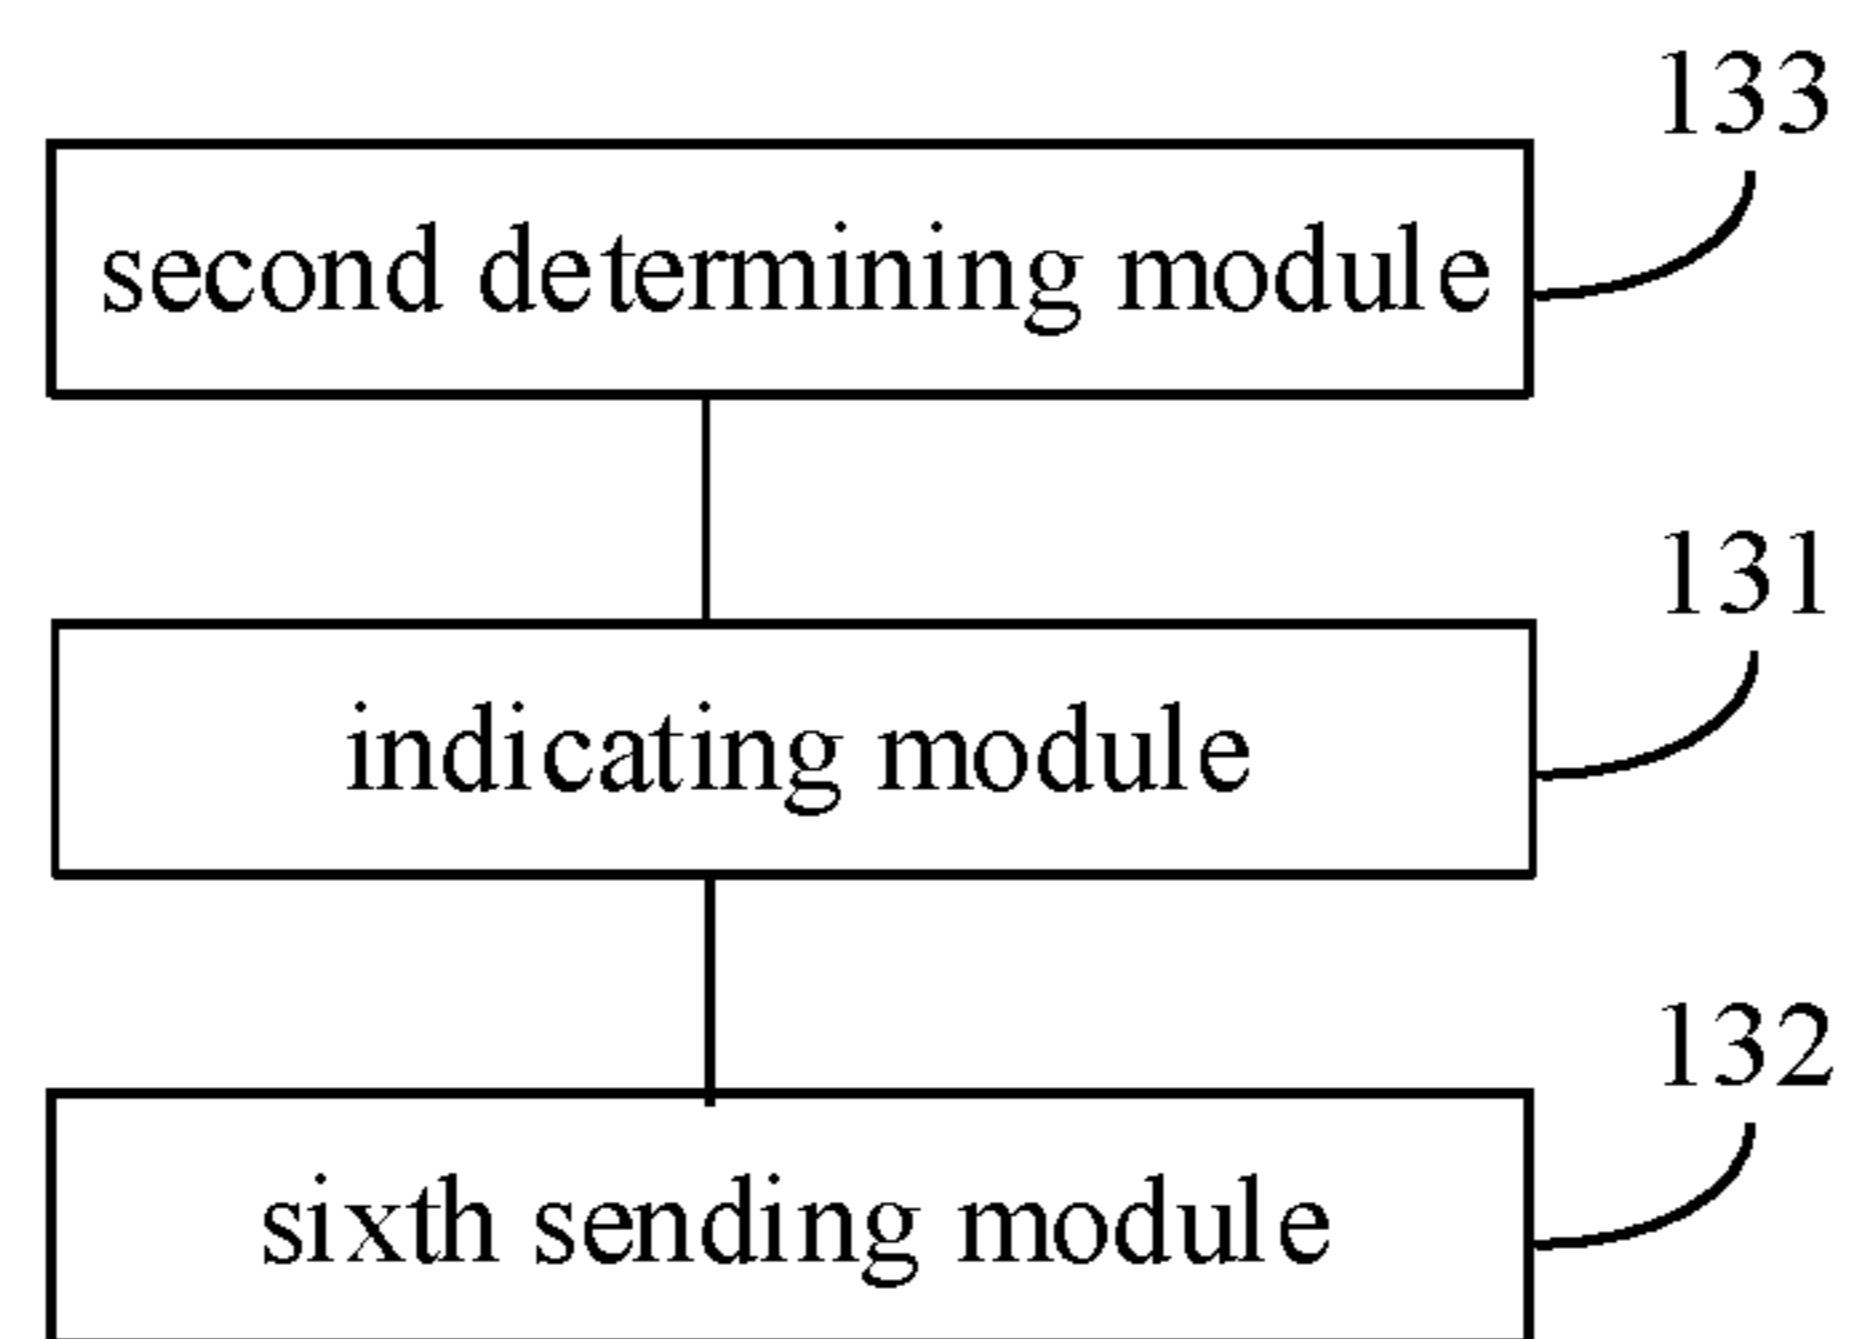 133
second determining module
131
indicating module
132
sixth sending module